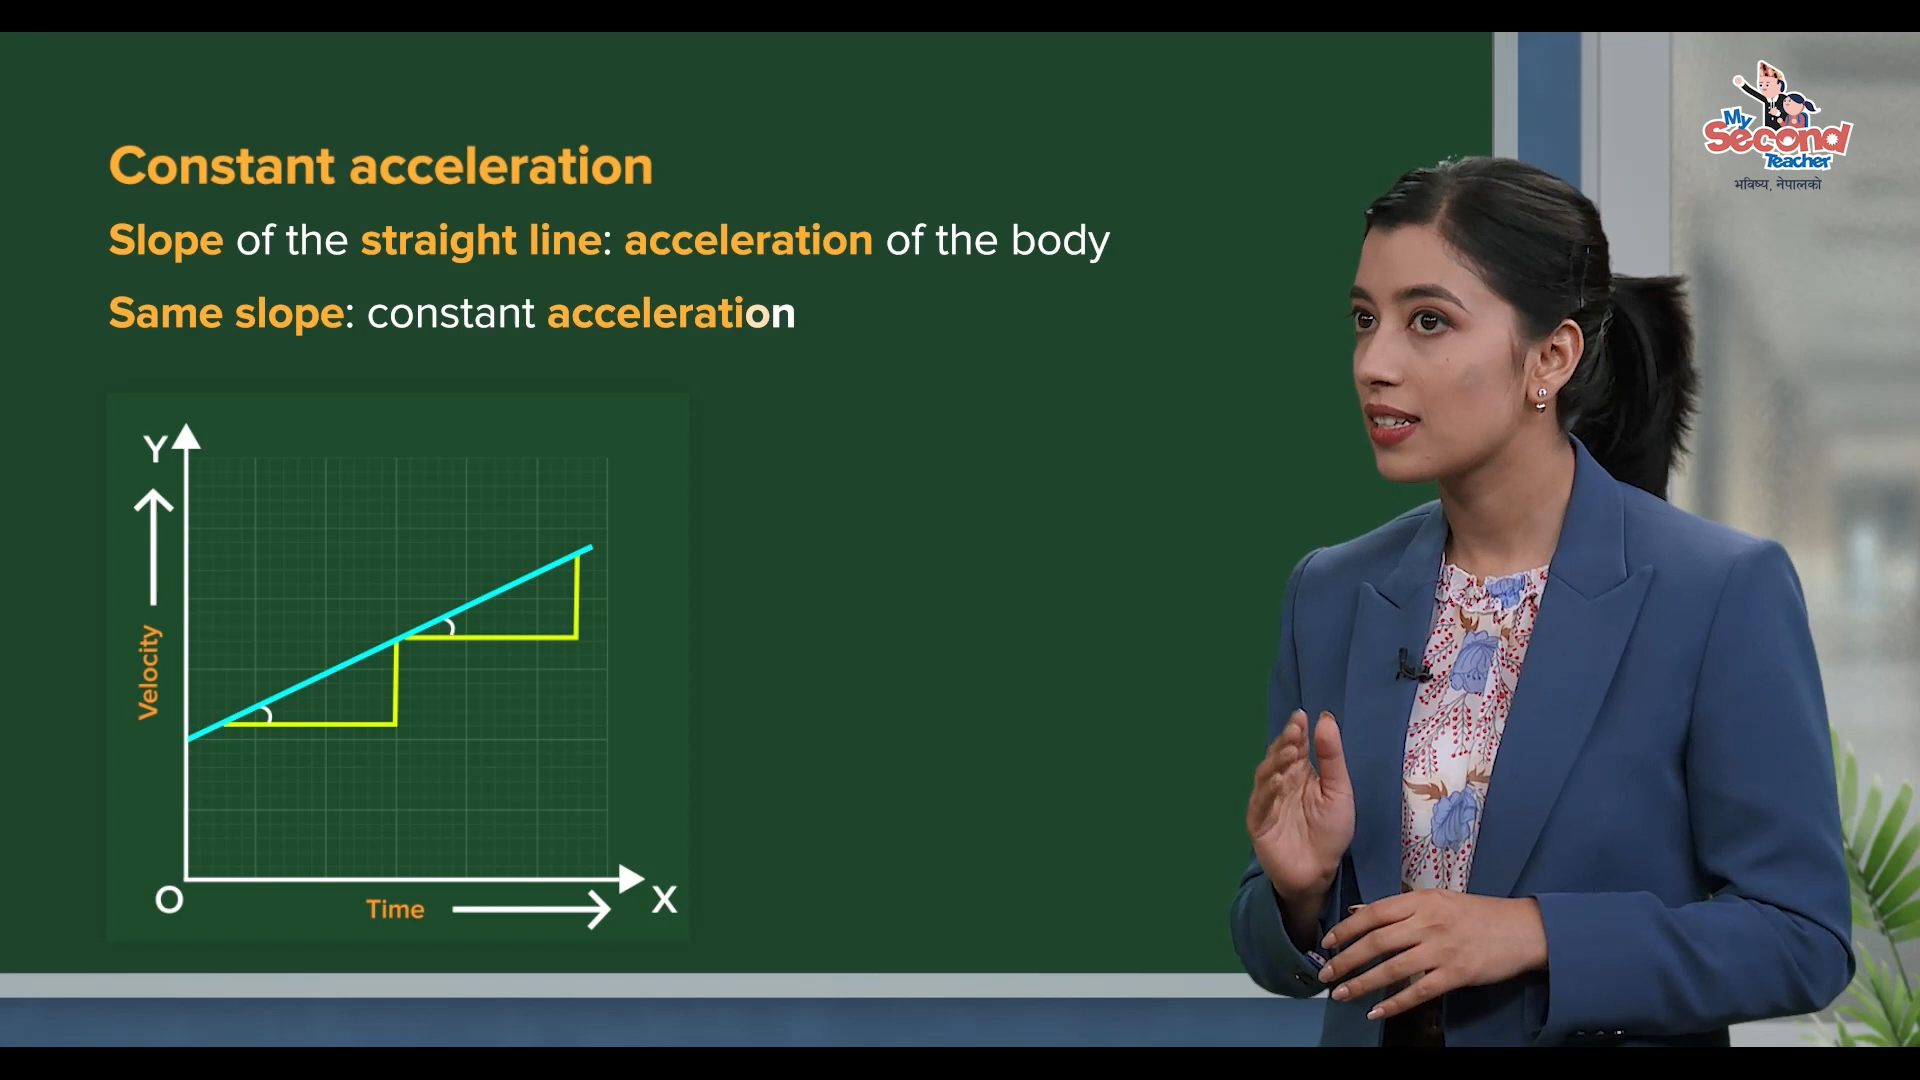 Constant acceleration
Slope of the straight line: acceleration of the body
Same slope: constant acceleration
Y
Velocity
O
Time
X
My
Second
Teacher
भविष्य, नेपालको